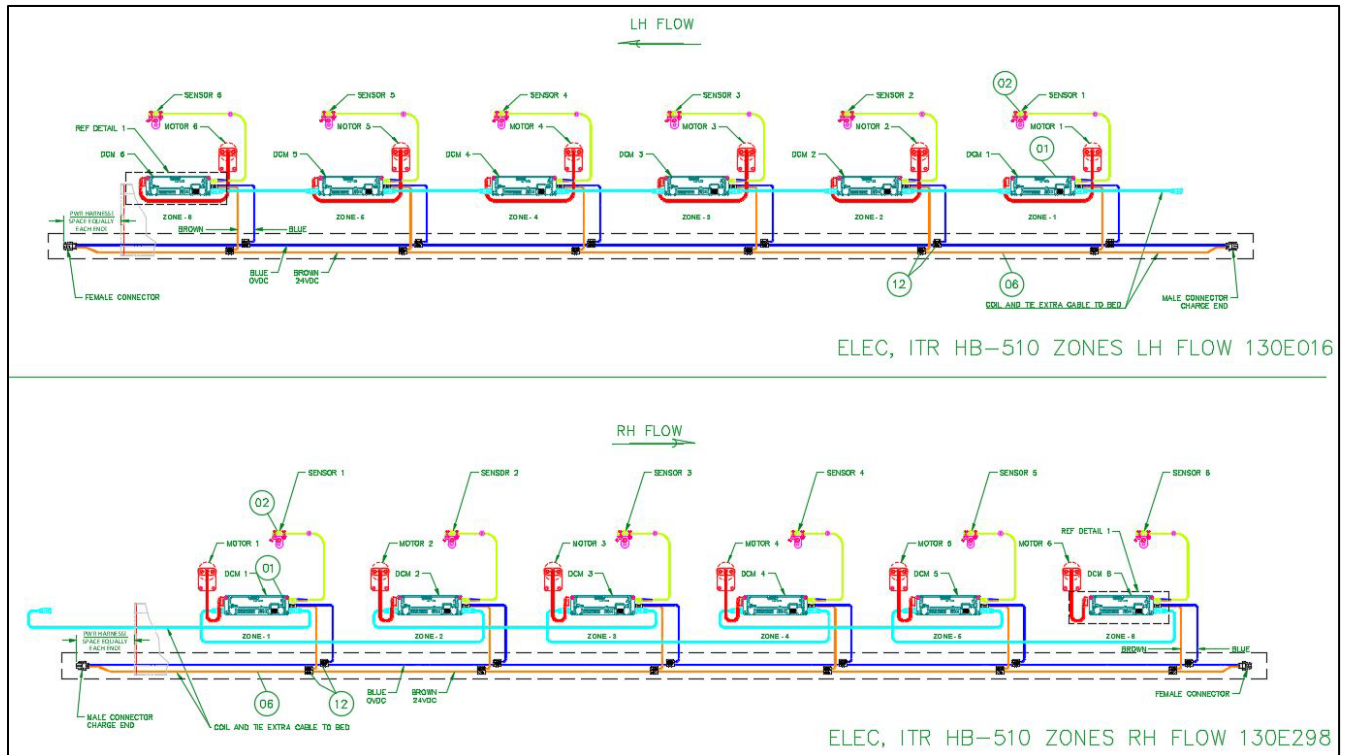 LH FLOW
SENSOR 6
SENSOR 5
SENSOR 4
SENSOR 3
SENSOR 2
02
SENSOR 1
REF DETAIL 1
MOTOR 6
MOTOR 5
MOTOR 4
MOTOR 3
MOTOR 2
MOTOR 1
01
DCM 6
DCM 5
DCM 4
DCM 3
DCM 2
DCM 1
ZONE-6
ZONE-5
ZONE-4
ZONE-3
ZONE-2
ZONE-1
PWR HARNESS:
SPACE EQUALLY
EACH END:
BROWN
BLUE
BLUE
0VDC
BROWN
24VDC
12
06
FEMALE CONNECTOR
COIL AND TIE EXTRA CABLE TO BED
MALE CONNECTOR
CHARGE END
ELEC, ITR HB-510 ZONES LH FLOW 130E016
RH FLOW
SENSOR 1
SENSOR 2
SENSOR 3
SENSOR 4
SENSOR 5
SENSOR 6
02
REF DETAIL 1
MOTOR 1
MOTOR 2
MOTOR 3
MOTOR 4
MOTOR 5
MOTOR 6
01
DCM 1
DCM 2
DCM 3
DCM 4
DCM 5
DCM 6
ZONE-1
ZONE-2
ZONE-3
ZONE-4
ZONE-5
ZONE-6
PWR HARNESS:
SPACE EQUALLY
EACH END:
BROWN
BLUE
06
12
BLUE
0VDC
BROWN
24VDC
FEMALE CONNECTOR
MALE CONNECTOR
CHARGE END
COIL AND TIE EXTRA CABLE TO BED
ELEC, ITR HB-510 ZONES RH FLOW 130E298